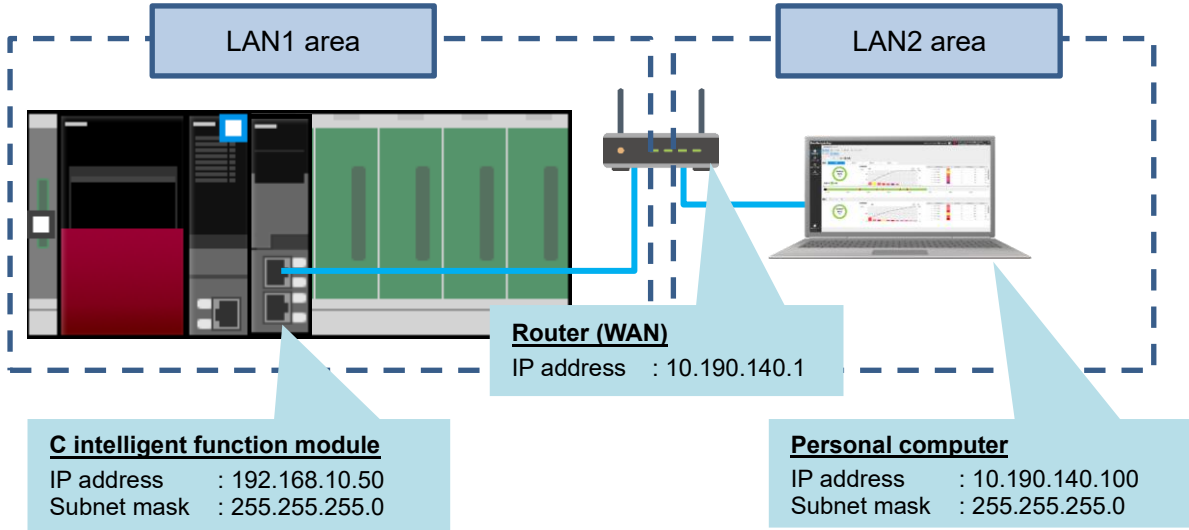 LAN1 area
LAN2 area
Router (WAN)
IP address : 10.190.140.1
C intelligent function module
IP address : 192.168.10.50
Subnet mask : 255.255.255.0
Personal computer
IP address : 10.190.140.100
Subnet mask : 255.255.255.0